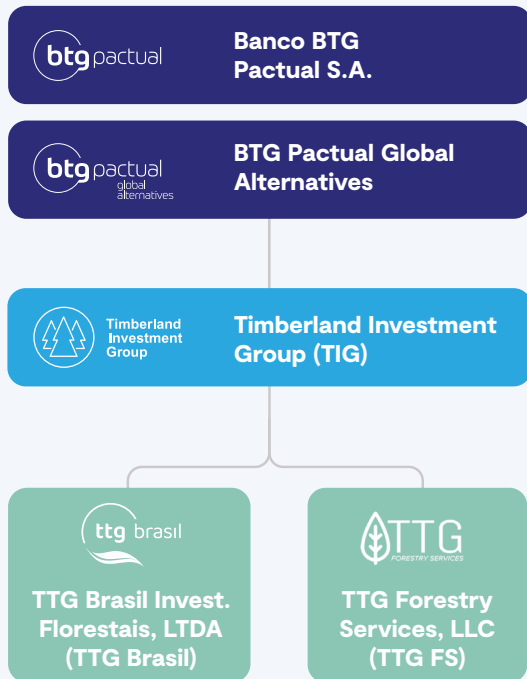 btg pactual
Banco BTG
Pactual S.A.
btg pactual
global
alternatives
BTG Pactual Global
Alternatives
Timberland
Investment
Group
Timberland Investment
Group (TIG)
ttg brasil
TTG Brasil Invest.
Florestais, LTDA
(TTG Brasil)
TTG
FORESTRY SERVICES
TTG Forestry
Services, LLC
(TTG FS)